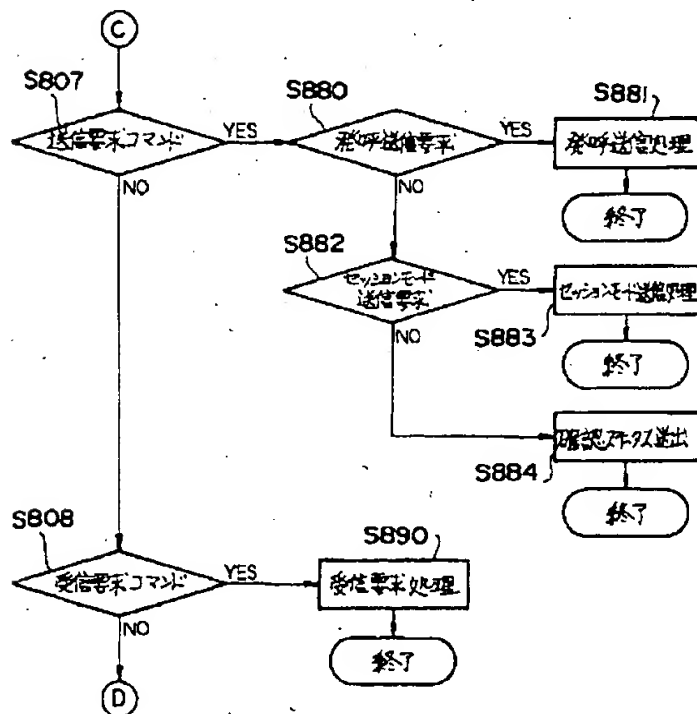 C
S807
送信要求コマンド
YES
NO
S880
発呼送信要求
YES
NO
S881
発呼送信処理
終了
S882
セッションモード
送信要求
YES
NO
S883
セッションモード送信処理
終了
S884
確認ステータス送出
終了
S808
受信要求コマンド
YES
NO
S890
受信要求処理
終了
D